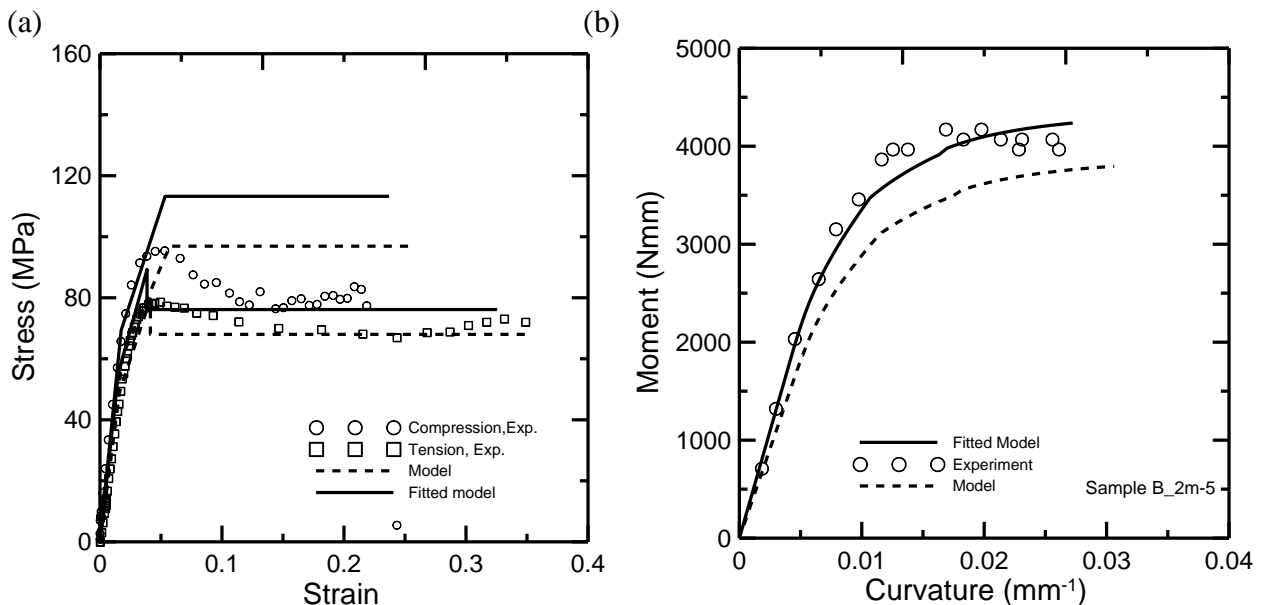 (a)
160
120
80
40
0
Stress (MPa)
0
0.1
0.2
0.3
0.4
Strain
Compression,Exp.
Tension, Exp.
Model
Fitted model
(b)
5000
4000
3000
2000
1000
0
Moment (Nmm)
0
0.01
0.02
0.03
0.04
Curvature (mm⁻¹)
Fitted Model
Experiment
Model
Sample B_2m-5